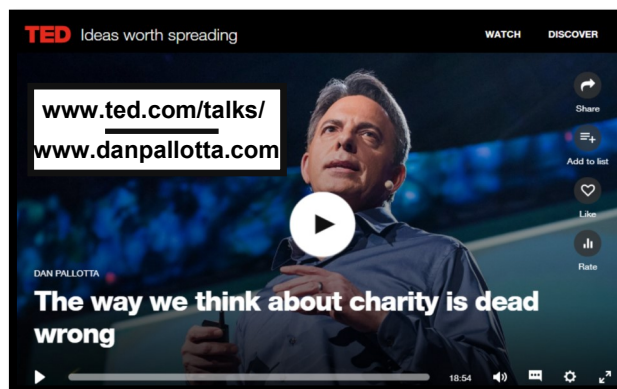 TED Ideas worth spreading
WATCH DISCOVER
www.ted.com/talks/
www.danpallotta.com
Share
Add to list
Like
Rate
DAN PALLOTTA
The way we think about charity is dead
wrong
18:54